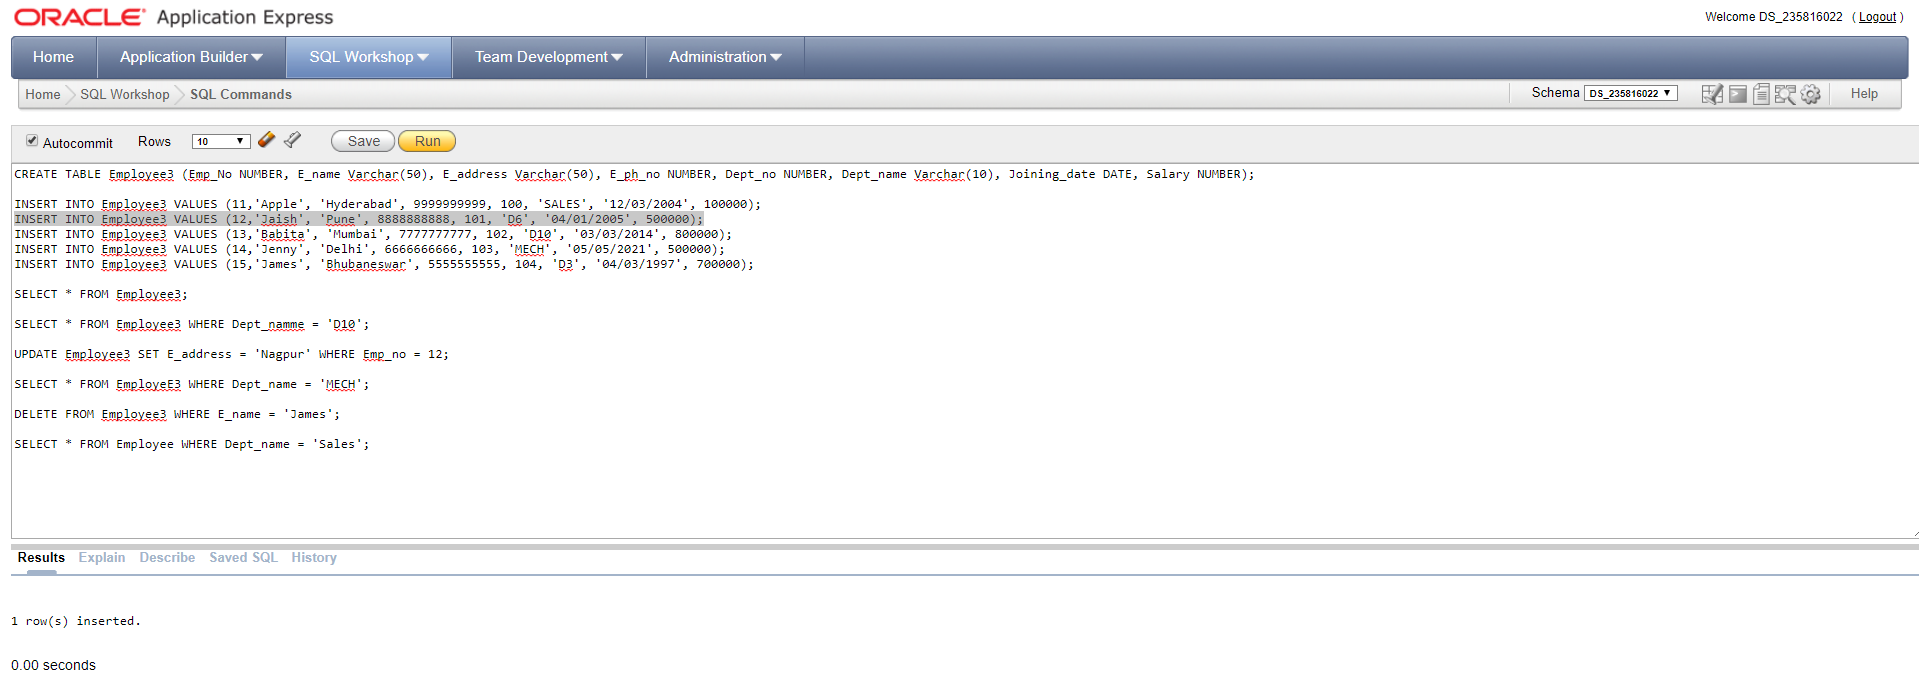 ORACLE® Application Express
Welcome DS_235816022 ( Logout )
Home Application Builder SQL Workshop Team Development Administration
Home SQL Workshop SQL Commands Schema DS_235816022 Help
Autocommit Rows 10 Save Run
CREATE TABLE Employee3 (Emp_No NUMBER, E_name Varchar(50), E_address Varchar(50), E_ph_no NUMBER, Dept_no NUMBER, Dept_name Varchar(10), Joining_date DATE, Salary NUMBER);
INSERT INTO Employee3 VALUES (11,'Apple', 'Hyderabad', 9999999999, 100, 'SALES', '12/03/2004', 100000);
INSERT INTO Employee3 VALUES (12,'Jaish', 'Pune', 8888888888, 101, 'D6', '04/01/2005', 500000);
INSERT INTO Employee3 VALUES (13,'Babita', 'Mumbai', 7777777777, 102, 'D10', '03/03/2014', 800000);
INSERT INTO Employee3 VALUES (14,'Jenny', 'Delhi', 6666666666, 103, 'MECH', '05/05/2021', 500000);
INSERT INTO Employee3 VALUES (15,'James', 'Bhubaneswar', 5555555555, 104, 'D3', '04/03/1997', 700000);
SELECT * FROM Employee3;
SELECT * FROM Employee3 WHERE Dept_namme = 'D10';
UPDATE Employee3 SET E_address = 'Nagpur' WHERE Emp_no = 12;
SELECT * FROM EmployeE3 WHERE Dept_name = 'MECH';
DELETE FROM Employee3 WHERE E_name = 'James';
SELECT * FROM Employee WHERE Dept_name = 'Sales';
Results Explain Describe Saved SQL History
1 row(s) inserted.
0.00 seconds